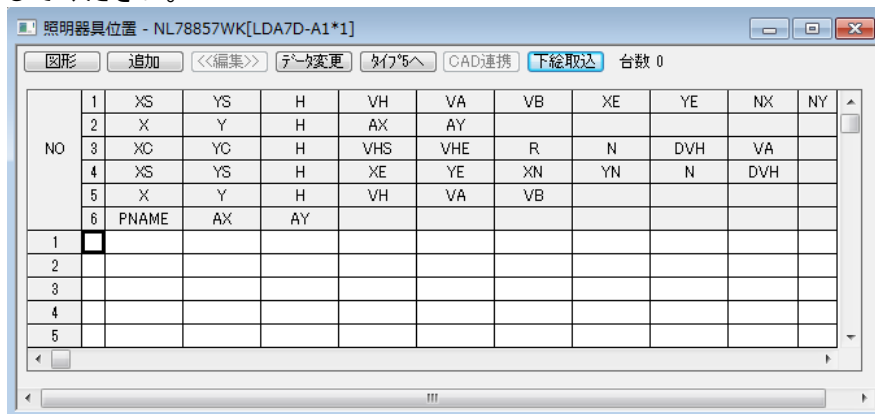 照明器具位置 - NL78857WK[LDA7D-A1*1]
図形 追加 <<編集>> ﾃﾞｰﾀ変更 ﾀｲﾌﾟ5へ CAD連携 下絵取込 台数 0
1 XS YS H VH VA VB XE YE NX NY
2 X Y H AX AY
NO 3 XC YC H VHS VHE R N DVH VA
4 XS YS H XE YE XN YN N DVH
5 X Y H VH VA VB
6 PNAME AX AY
1
2
3
4
5